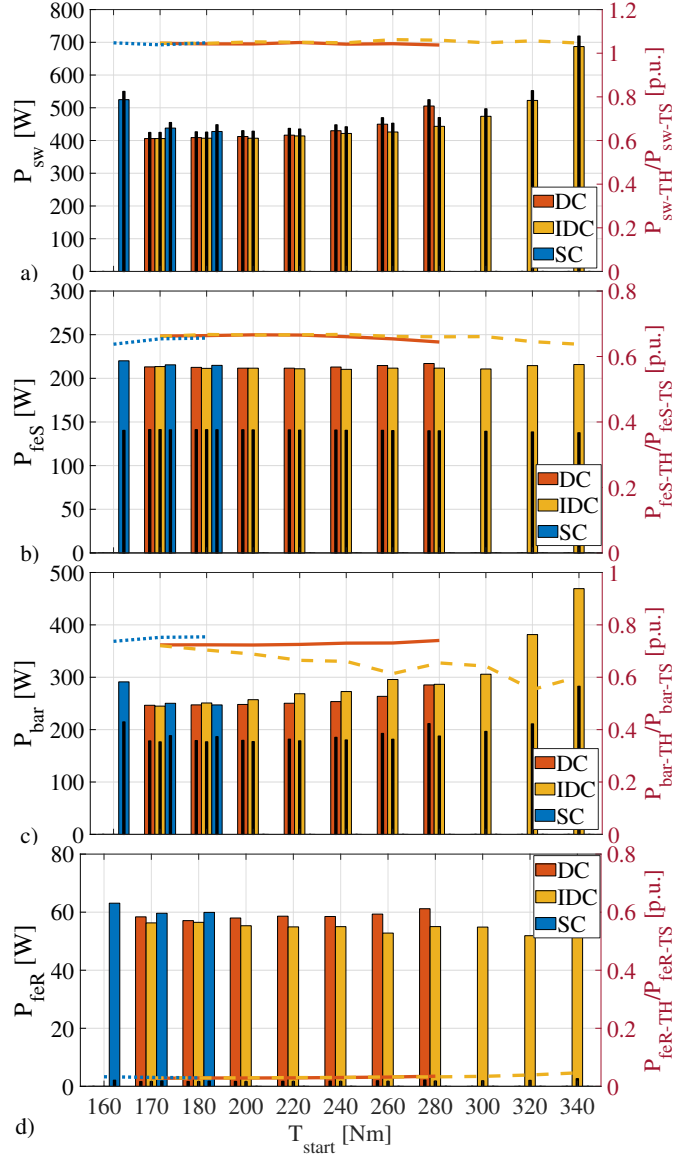 800
700
600
500
400
300
200
100
0
P_sw [W]
1.2
1
0.8
0.6
0.4
0.2
0
P_sw-TH/P_sw-TS [p.u.]
DC
IDC
SC
a)
300
250
200
150
100
50
0
P_feS [W]
0.8
0.6
0.4
0.2
0
P_feS-TH/P_feS-TS [p.u.]
DC
IDC
SC
b)
500
400
300
200
100
0
P_bar [W]
1
0.8
0.6
0.4
0.2
0
P_bar-TH/P_bar-TS [p.u.]
DC
IDC
SC
c)
80
60
40
20
0
P_feR [W]
0.8
0.6
0.4
0.2
0
P_feR-TH/P_feR-TS [p.u.]
DC
IDC
SC
160 170 180 200 220 240 260 280 300 320 340
d)
T_start [Nm]